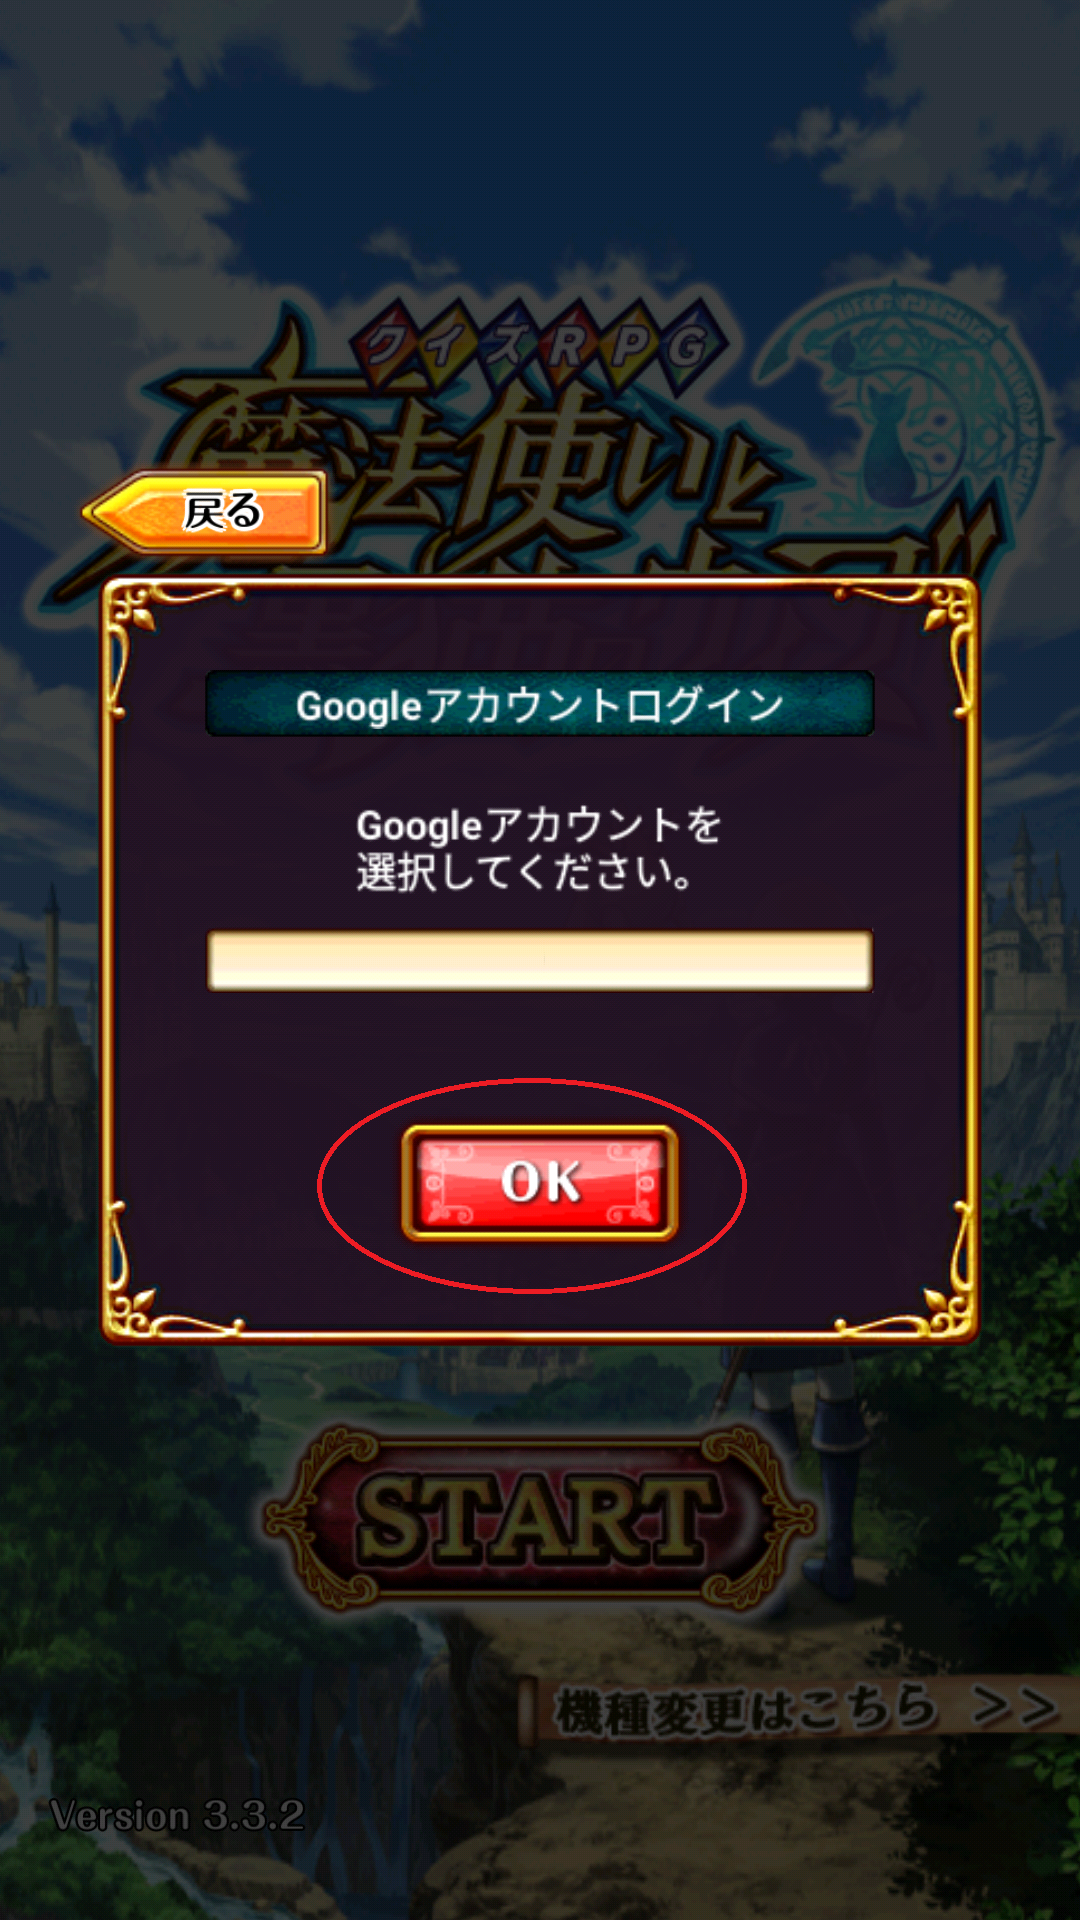 クイズRPG
魔法使いと
戻る
Googleアカウントログイン
Googleアカウントを
選択してください。
OK
START
機種変更はこちら >>
Version 3.3.2